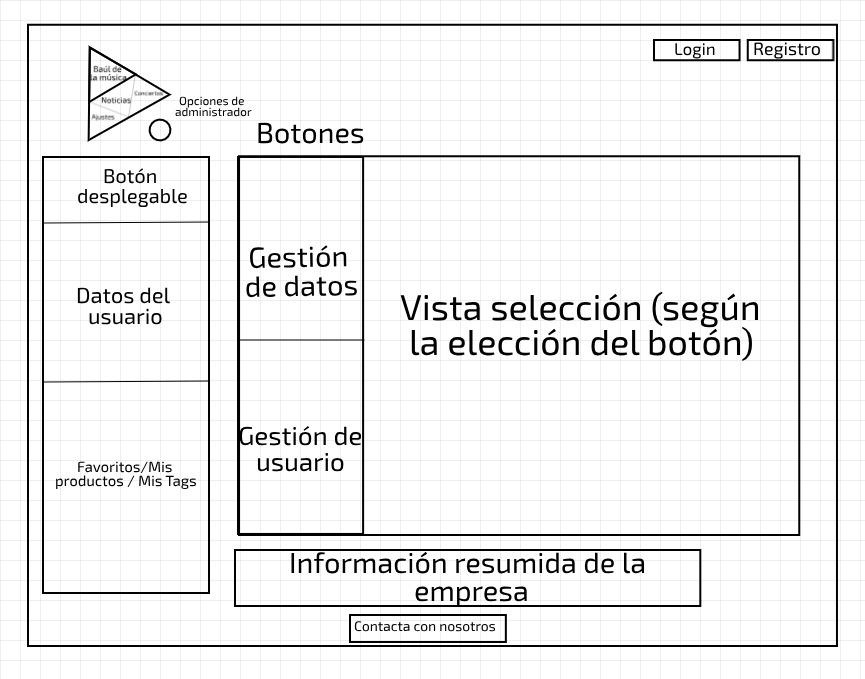 Login
Registro
Baúl de
la música
Conciertos
Noticias
Ajustes
Opciones de
administrador
Botones
Botón
desplegable
Datos del
usuario
Favoritos/Mis
productos / Mis Tags
Gestión
de datos
Gestión de
usuario
Vista selección (según
la elección del botón)
Información resumida de la
empresa
Contacta con nosotros